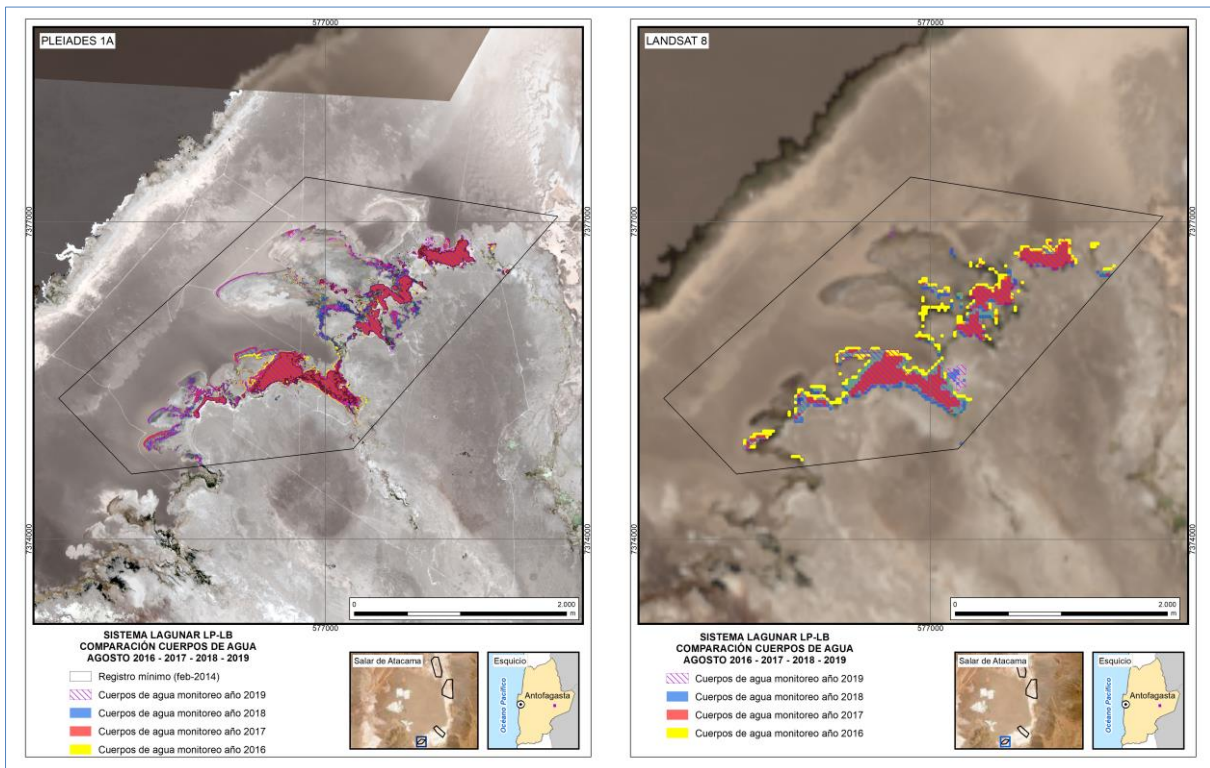 577000
PLEIADES 1A
7377000
7377000
7374000
7374000
0
2.000
m
577000
SISTEMA LAGUNAR LP-LB
COMPARACIÓN CUERPOS DE AGUA
AGOSTO 2016 - 2017 - 2018 - 2019
Registro mínimo (feb-2014)
Cuerpos de agua monitoreo año 2019
Cuerpos de agua monitoreo año 2018
Cuerpos de agua monitoreo año 2017
Cuerpos de agua monitoreo año 2016
Salar de Atacama
Esquicio
Océano Pacífico
Antofagasta
577000
LANDSAT 8
7377000
7377000
7374000
7374000
0
2.000
m
577000
SISTEMA LAGUNAR LP-LB
COMPARACIÓN CUERPOS DE AGUA
AGOSTO 2016 - 2017 - 2018 - 2019
Cuerpos de agua monitoreo año 2019
Cuerpos de agua monitoreo año 2018
Cuerpos de agua monitoreo año 2017
Cuerpos de agua monitoreo año 2016
Salar de Atacama
Esquicio
Océano Pacífico
Antofagasta